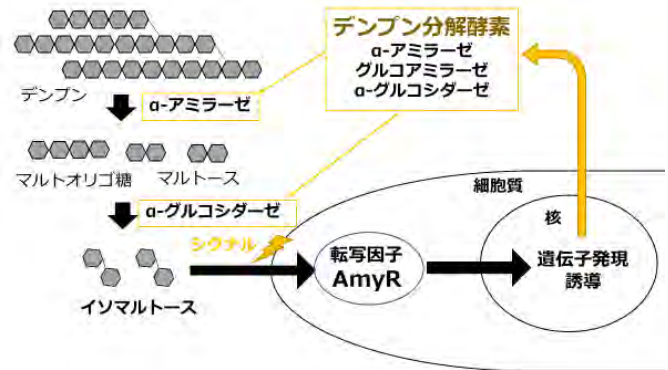 デンプン
α-アミラーゼ
マルトオリゴ糖
マルトース
α-グルコシダーゼ
イソマルトース
シグナル
デンプン分解酵素
α-アミラーゼ
グルコアミラーゼ
α-グルコシダーゼ
細胞質
核
転写因子
AmyR
遺伝子発現
誘導